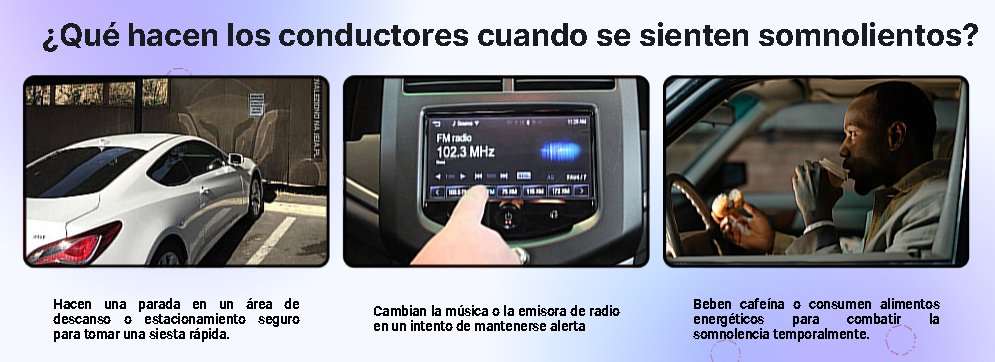 ¿Qué hacen los conductores cuando se sienten somnolientos?
FM radio
102.3 MHz
Hacen una parada en un área de
descanso o estacionamiento seguro
para tomar una siesta rápida.
Cambian la música o la emisora de radio
en un intento de mantenerse alerta
Beben cafeína o consumen alimentos
energéticos para combatir la
somnolencia temporalmente.